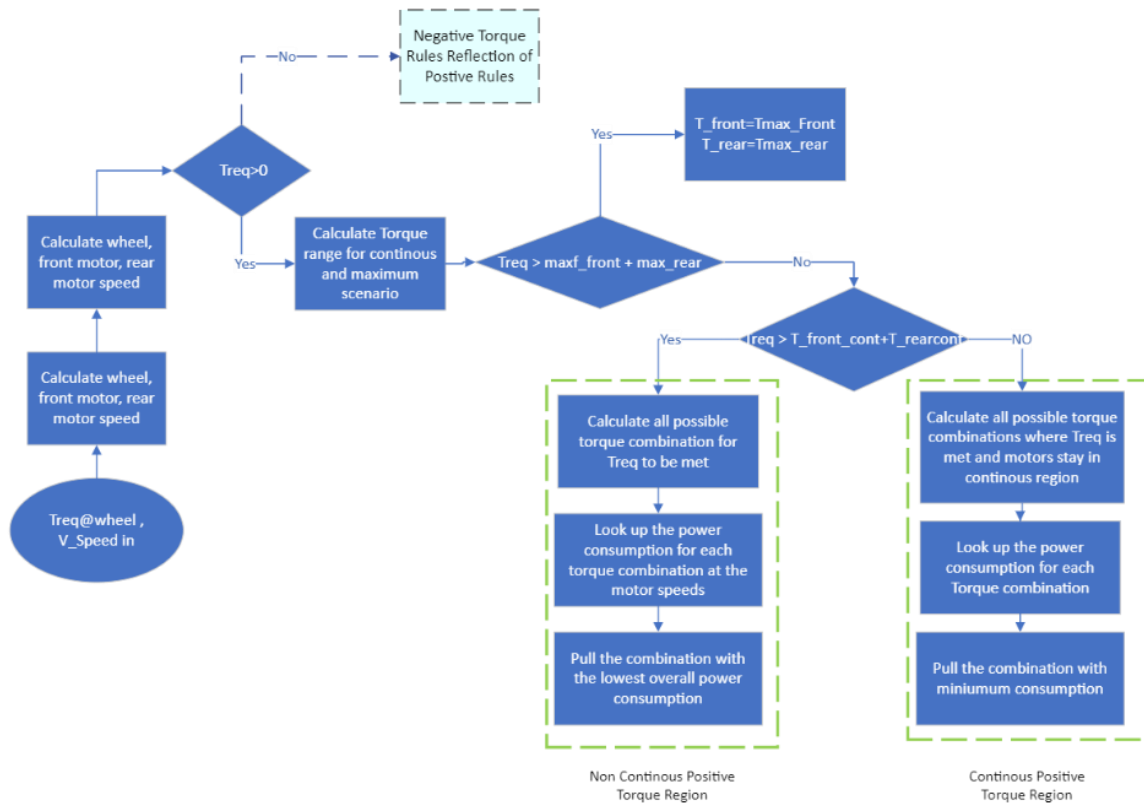 Negative Torque
Rules Reflection of
Postive Rules
No
Treq>0
Yes
T_front=Tmax_Front
T_rear=Tmax_rear
Yes
Calculate wheel,
front motor, rear
motor speed
Calculate Torque
range for continous
and maximum
scenario
Treq > maxf_front + max_rear
No
Calculate wheel,
front motor, rear
motor speed
Treq > T_front_cont+T_rearcont
Yes
NO
Treq@wheel ,
V_Speed in
Calculate all possible
torque combination for
Treq to be met
Look up the power
consumption for each
torque combination at the
motor speeds
Pull the combination with
the lowest overall power
consumption
Non Continous Positive
Torque Region
Calculate all possible torque
combinations where Treq is
met and motors stay in
continous region
Look up the power
consumption for each
Torque combination
Pull the combination with
miniumum consumption
Continous Positive
Torque Region